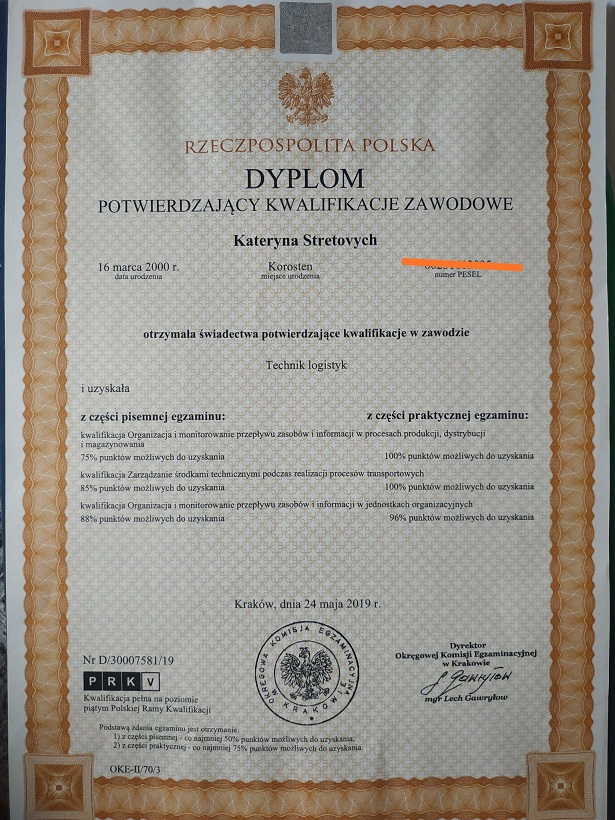 RZECZPOSPOLITA POLSKA
DYPLOM
POTWIERDZAJĄCY KWALIFIKACJE ZAWODOWE
Kateryna Stretovych
16 marca 2000 r.
data urodzenia
Korosten
miejsce urodzenia
numer PESEL
otrzymała świadectwa potwierdzające kwalifikacje w zawodzie
Technik logistyk
i uzyskała
z części pisemnej egzaminu: z części praktycznej egzaminu:
kwalifikacja Organizacja i monitorowanie przepływu zasobów i informacji w procesach produkcji, dystrybucji
i magazynowania
75% punktów możliwych do uzyskania 100% punktów możliwych do uzyskania
kwalifikacja Zarządzanie środkami technicznymi podczas realizacji procesów transportowych
85% punktów możliwych do uzyskania 100% punktów możliwych do uzyskania
kwalifikacja Organizacja i monitorowanie przepływu zasobów i informacji w jednostkach organizacyjnych
88% punktów możliwych do uzyskania 96% punktów możliwych do uzyskania
Kraków, dnia 24 maja 2019 r.
OKRĘGOWA KOMISJA EGZAMINACYJNA
W KRAKOWIE
25
Dyrektor
Okręgowej Komisji Egzaminacyjnej
w Krakowie
L Gawryłow
mgr Lech Gawryłow
Nr D/30007581/19
P R K V
Kwalifikacja pełna na poziomie
piątym Polskiej Ramy Kwalifikacji
Podstawą zdania egzaminu jest otrzymanie:
1) z części pisemnej - co najmniej 50% punktów możliwych do uzyskania,
2) z części praktycznej - co najmniej 75% punktów możliwych do uzyskania.
OKE-II/70/3